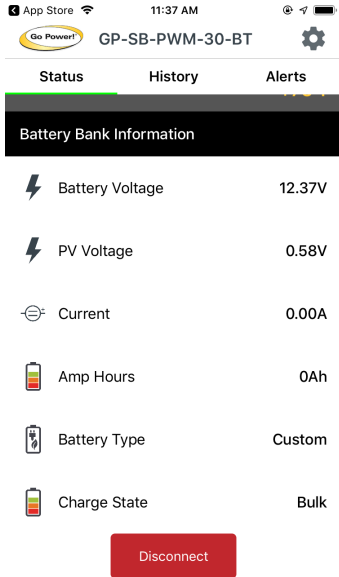 App Store 11:37 AM
Go Power!
GP-SB-PWM-30-BT
Status History Alerts
Battery Bank Information
Battery Voltage 12.37V
PV Voltage 0.58V
Current 0.00A
Amp Hours 0Ah
Battery Type Custom
Charge State Bulk
Disconnect